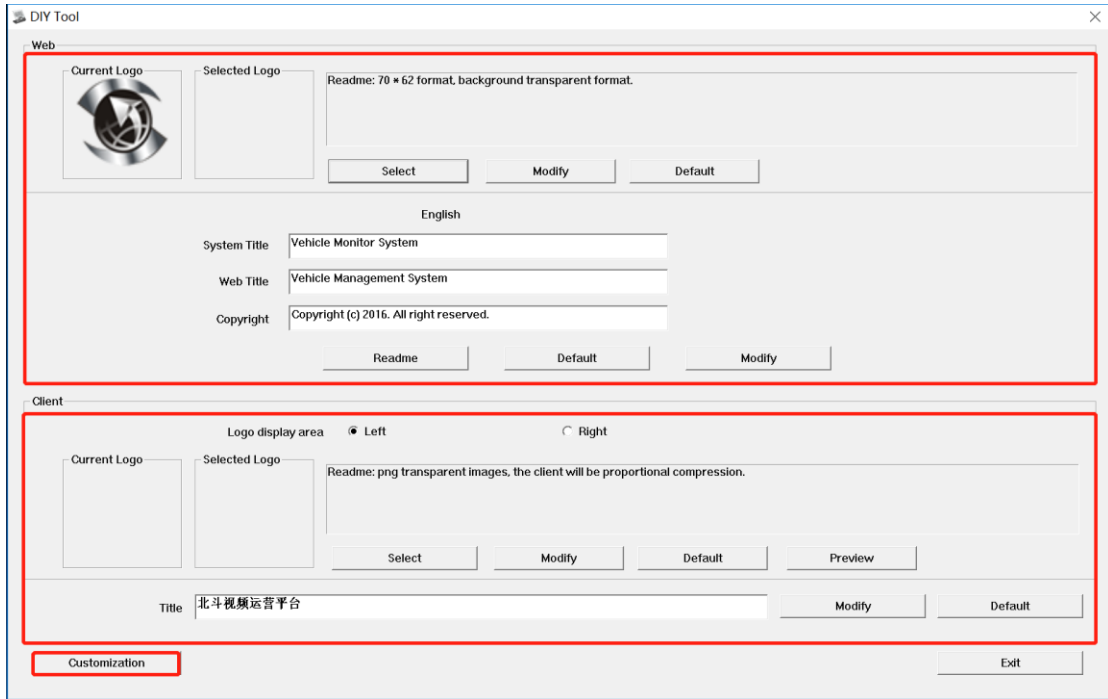 DIY Tool
Web
Current Logo
Selected Logo
Readme: 70 * 62 format, background transparent format.
Select
Modify
Default
English
System Title
Vehicle Monitor System
Web Title
Vehicle Management System
Copyright
Copyright (c) 2016. All right reserved.
Readme
Default
Modify
Client
Logo display area
Left
Right
Current Logo
Selected Logo
Readme: png transparent images, the client will be proportional compression.
Select
Modify
Default
Preview
Title
北斗视频运营平台
Modify
Default
Customization
Exit